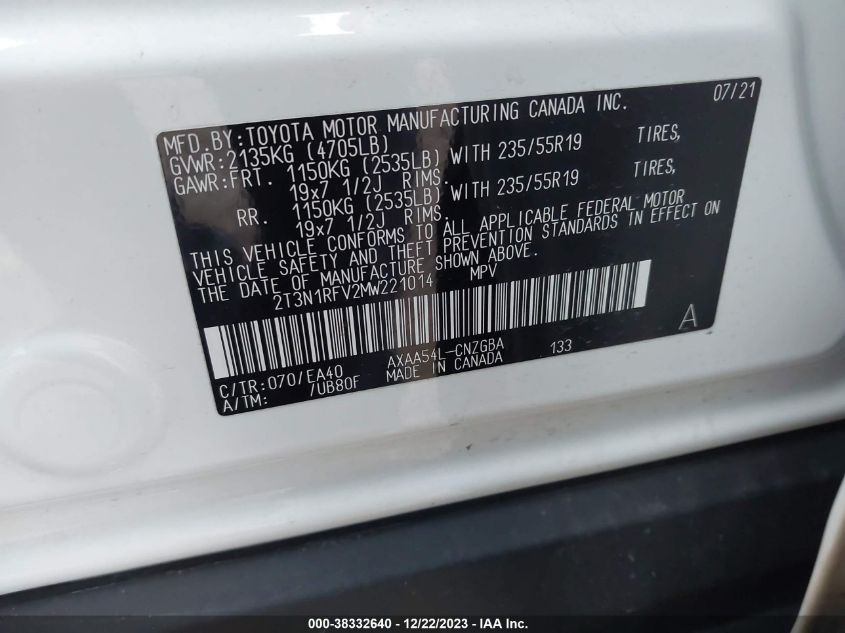 07/21
MFD.BY:TOYOTA MOTOR MANUFACTURING CANADA INC.
GVWR:2135KG (4705LB)
GAWR:FRT. 1150KG (2535LB) WITH 235/55R19 TIRES,
19x7 1/2J RIMS.
RR. 1150KG (2535LB) WITH 235/55R19 TIRES,
19x7 1/2J RIMS.
THIS VEHICLE CONFORMS TO ALL APPLICABLE FEDERAL MOTOR
VEHICLE SAFETY AND THEFT PREVENTION STANDARDS IN EFFECT ON
THE DATE OF MANUFACTURE SHOWN ABOVE.
2T3N1RFV2MW221014 MPV
A
C/TR:070/EA40 AXAA54L-CNZGBA 133
A/TM: /UB80F MADE IN CANADA
000-38332640 - 12/22/2023 - IAA Inc.